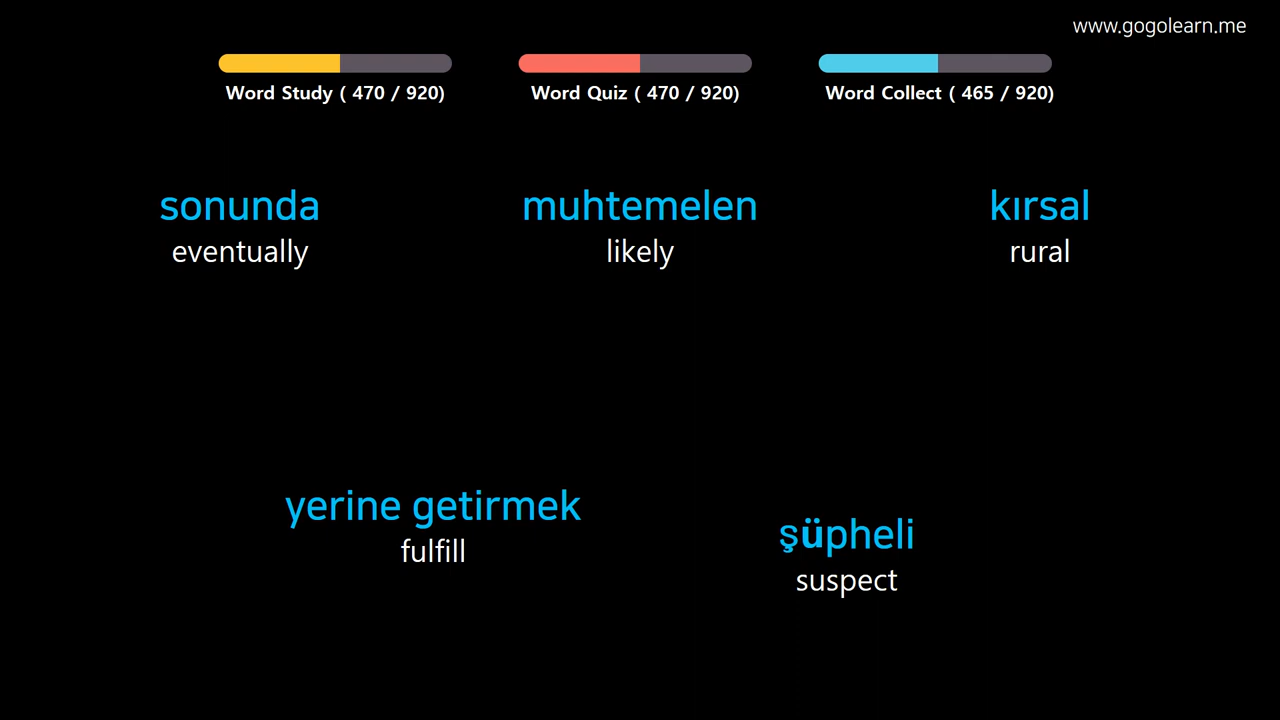 www.gogolearn.me
Word Study ( 470 / 920)
Word Quiz ( 470 / 920)
Word Collect ( 465 / 920)
sonunda
eventually
muhtemelen
likely
kırsal
rural
yerine getirmek
fulfill
şüpheli
suspect